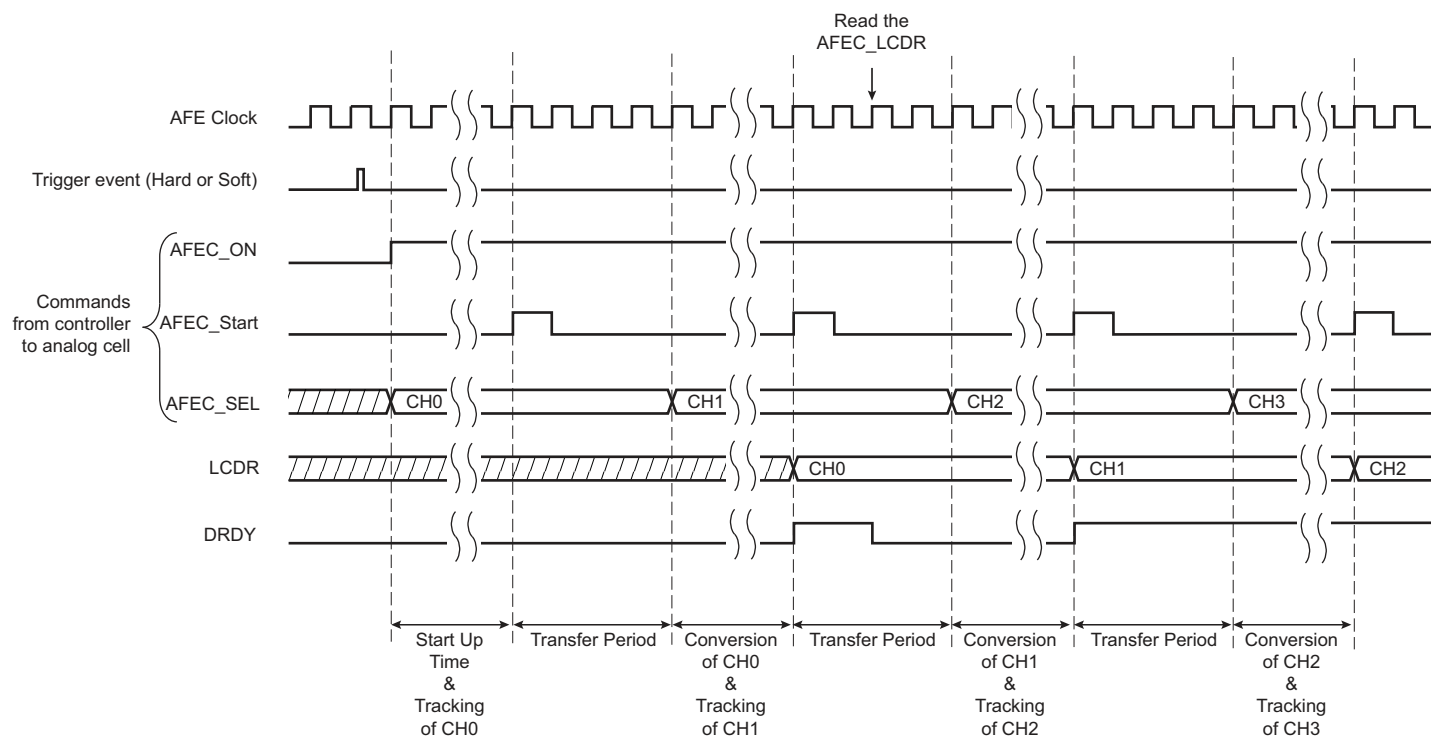 Read the
AFEC_LCDR
AFE Clock
Trigger event (Hard or Soft)
AFEC_ON
Commands
from controller
to analog cell
AFEC_Start
AFEC_SEL
CH0
CH1
CH2
CH3
LCDR
CH0
CH1
CH2
DRDY
Start Up
Time
&
Tracking
of CH0
Transfer Period
Conversion
of CH0
&
Tracking
of CH1
Transfer Period
Conversion
of CH1
&
Tracking
of CH2
Transfer Period
Conversion
of CH2
&
Tracking
of CH3